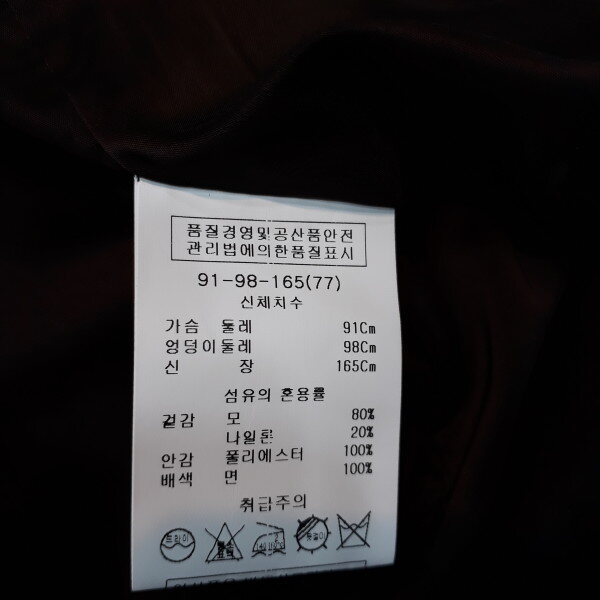 품질경영및공산품안전
관리법에의한품질표시
91-98-165(77)
신체치수
가슴 둘레 91Cm
엉덩이둘레 98Cm
신 장 165Cm
섬유의 혼용률
겉감 모 80%
나일론 20%
안감 폴리에스터 100%
배색 면 100%
취급주의
드라이